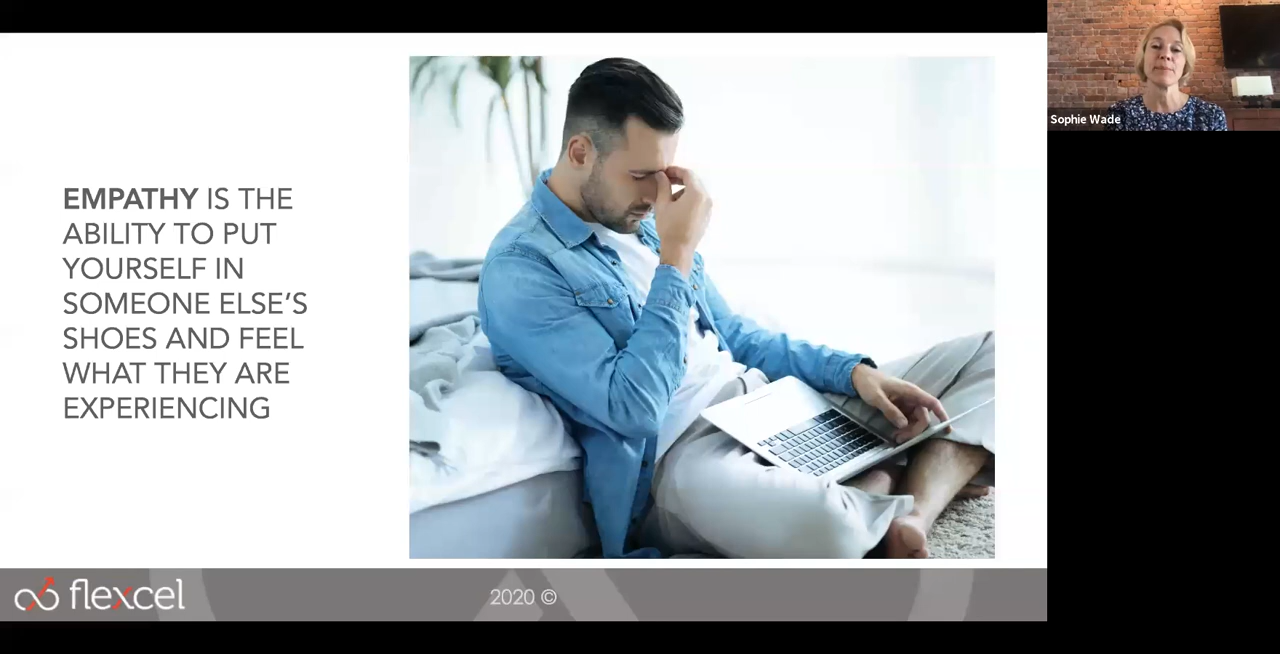 EMPATHY IS THE
ABILITY TO PUT
YOURSELF IN
SOMEONE ELSE'S
SHOES AND FEEL
WHAT THEY ARE
EXPERIENCING
flexcel
2020 ©
Sophie Wade